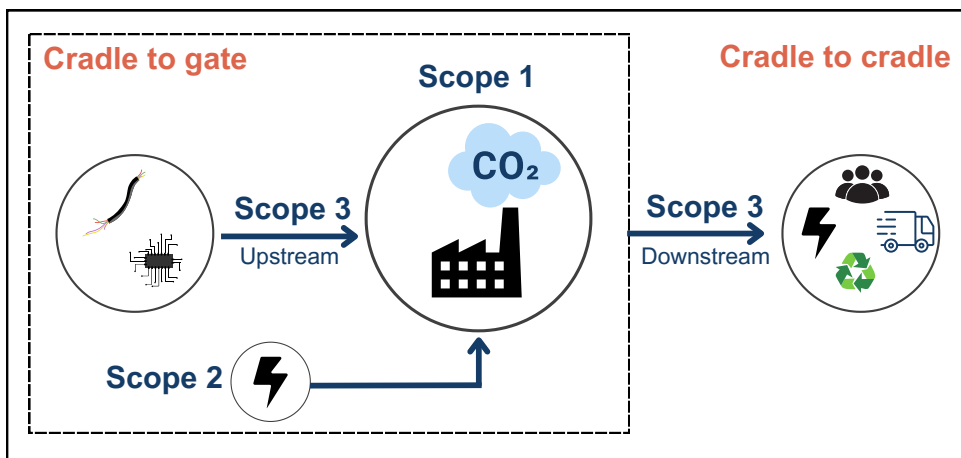 Cradle to gate
Cradle to cradle
Scope 1
CO₂
Scope 3
Upstream
Scope 3
Downstream
Scope 2